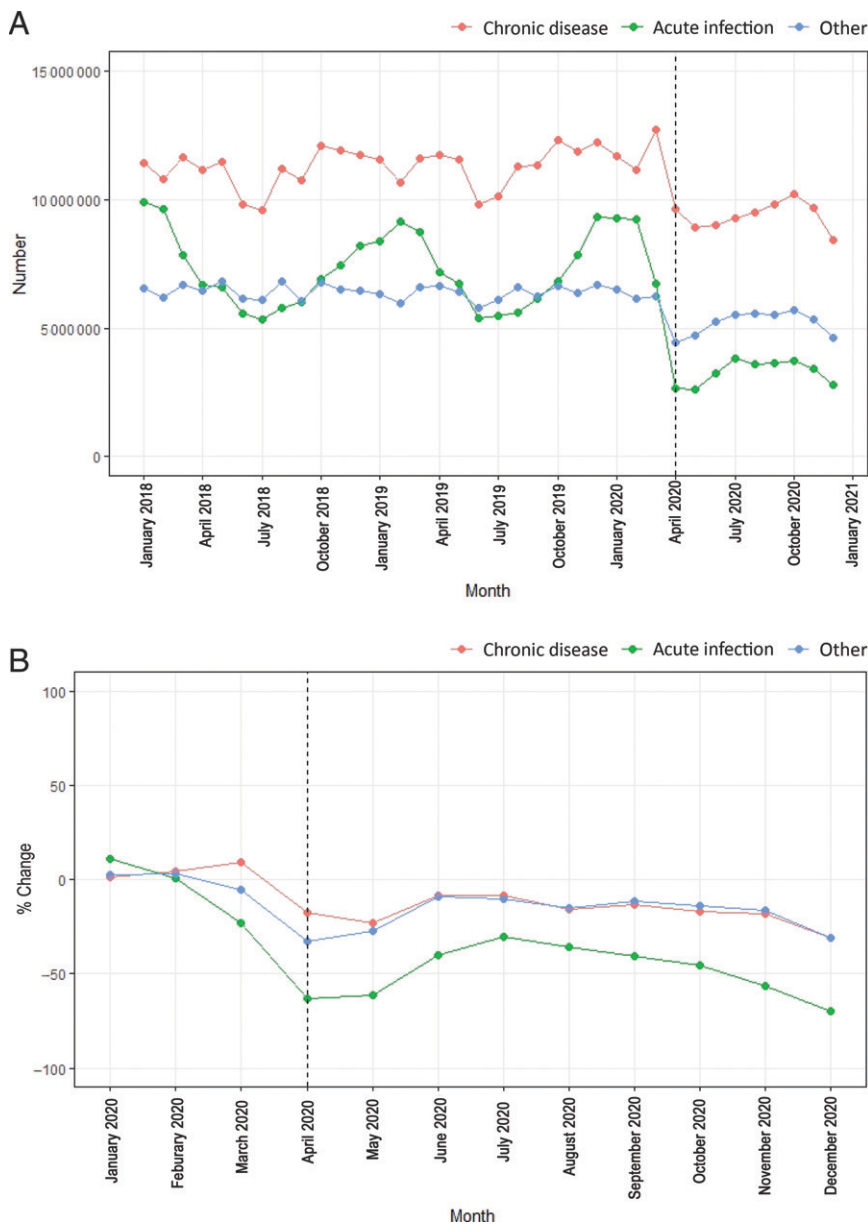 A
Chronic disease Acute infection Other
15 000 000
10 000 000
5 000 000
0
Number
January 2018
April 2018
July 2018
October 2018
January 2019
April 2019
July 2019
October 2019
January 2020
April 2020
July 2020
October 2020
January 2021
Month
B
Chronic disease Acute infection Other
100
50
0
−50
−100
% Change
January 2020
Feburary 2020
March 2020
April 2020
May 2020
June 2020
July 2020
August 2020
September 2020
October 2020
November 2020
December 2020
Month